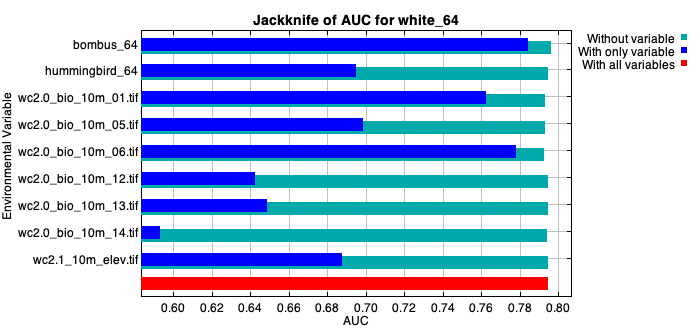 Jackknife of AUC for white_64
Without variable
With only variable
With all variables
Environmental Variable
bombus_64
hummingbird_64
wc2.0_bio_10m_01.tif
wc2.0_bio_10m_05.tif
wc2.0_bio_10m_06.tif
wc2.0_bio_10m_12.tif
wc2.0_bio_10m_13.tif
wc2.0_bio_10m_14.tif
wc2.1_10m_elev.tif
0.60 0.62 0.64 0.66 0.68 0.70 0.72 0.74 0.76 0.78 0.80
AUC